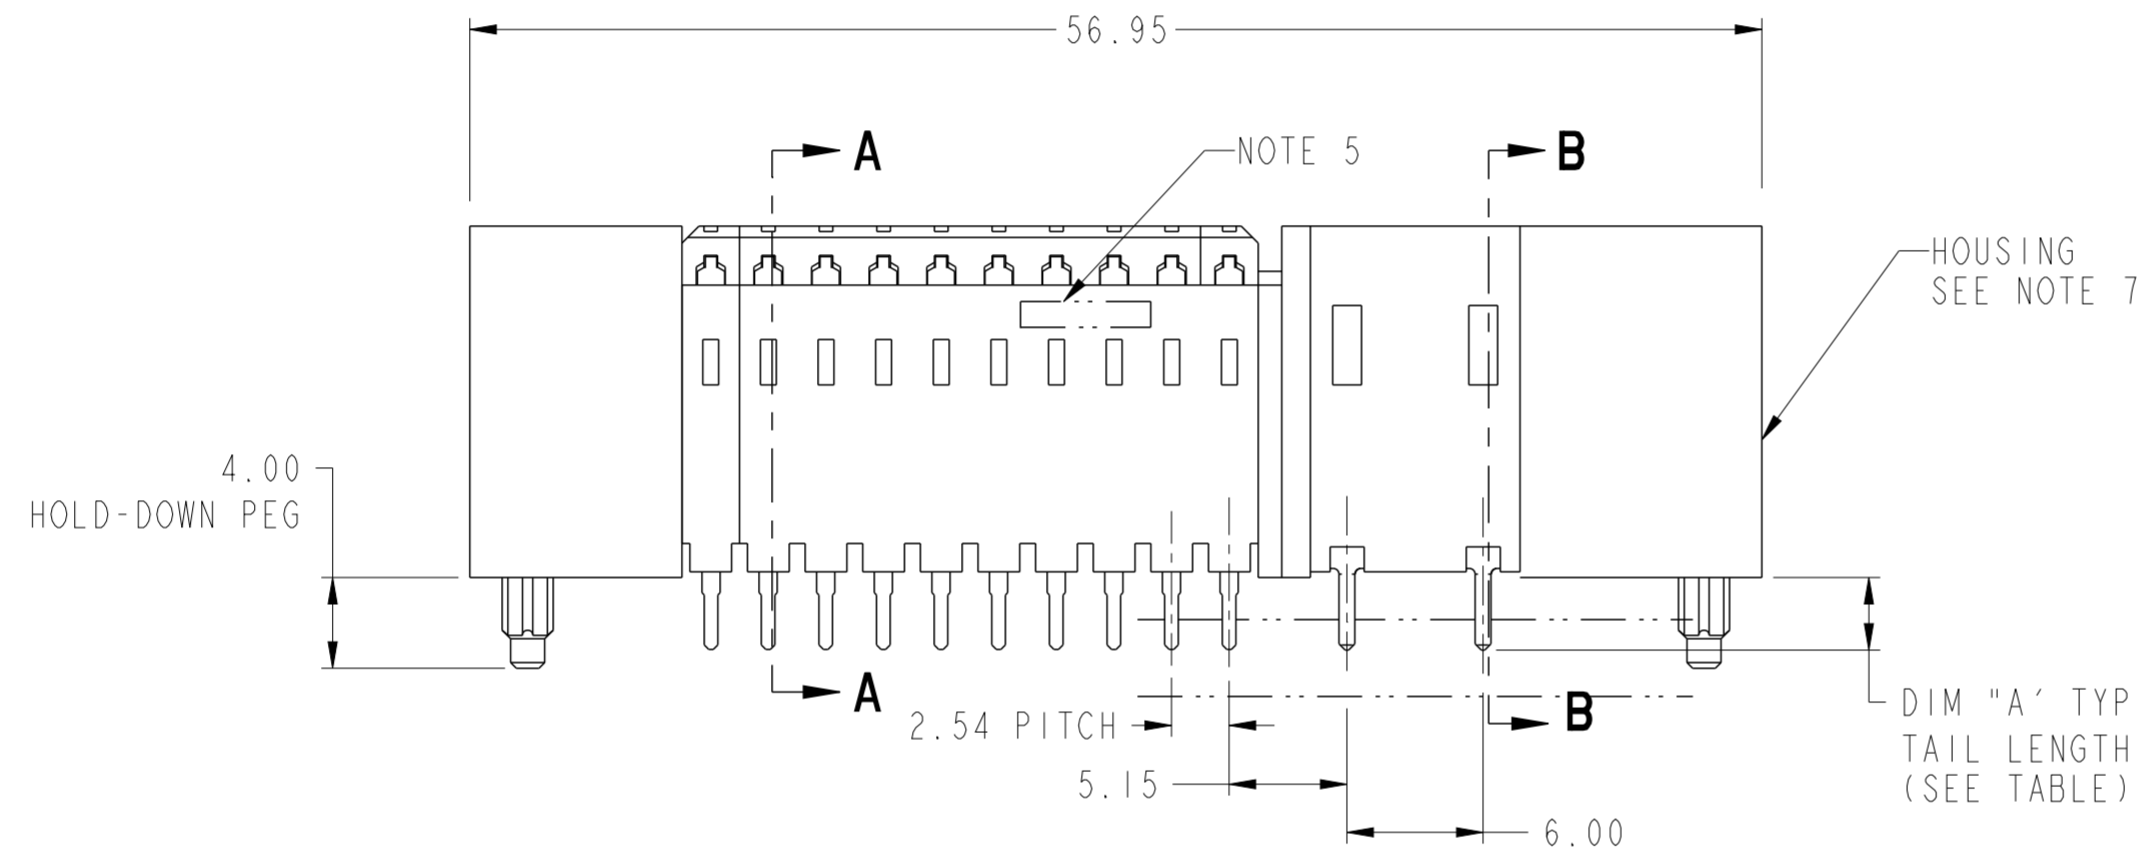 56.95
A
NOTE 5
B
HOUSING
SEE NOTE 7
4.00
HOLD-DOWN PEG
A
B
2.54 PITCH
DIM "A' TYP
TAIL LENGTH
(SEE TABLE)
5.15
6.00